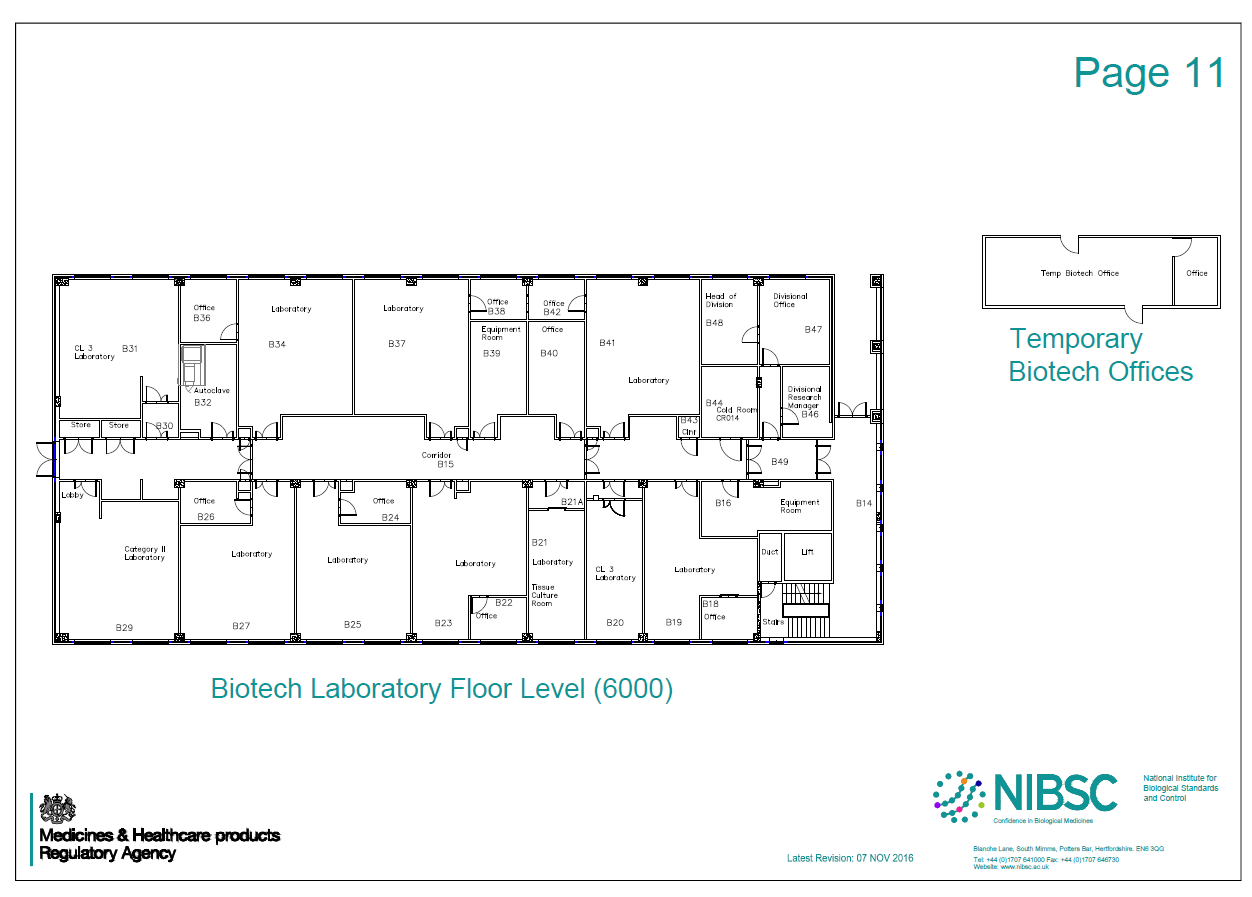 Page 11
Temp Biotech Office
Office
Temporary
Biotech Offices
CL 3
Laboratory
B31
Office
B36
Autoclave
B32
Laboratory
B34
Laboratory
B37
Office
B38
Equipment
Room
B39
Office
B42
Office
B40
B41
Laboratory
Head of
Division
B48
Divisional
Office
B47
B44
Cold Room
CR014
Divisional
Research
Manager
B46
B43
Clnr
Store
Store
B30
Corridor
B15
B49
B14
Lobby
Category II
Laboratory
B29
Office
B26
Laboratory
B27
Office
B24
Laboratory
B25
Laboratory
B23
B22
Office
B21A
B21
Laboratory
Tissue
Culture
Room
CL 3
Laboratory
B20
Laboratory
B19
B18
Office
B16
Equipment
Room
Duct
Lift
Stairs
Biotech Laboratory Floor Level (6000)
Medicines & Healthcare products
Regulatory Agency
Latest Revision: 07 NOV 2016
NIBSC
Confidence in Biological Medicines
National Institute for
Biological Standards
and Control
Blanche Lane, South Mimms, Potters Bar, Hertfordshire. EN6 3QG
Tel: +44 (0)1707 641000 Fax: +44 (0)1707 646730
Website: www.nibsc.ac.uk